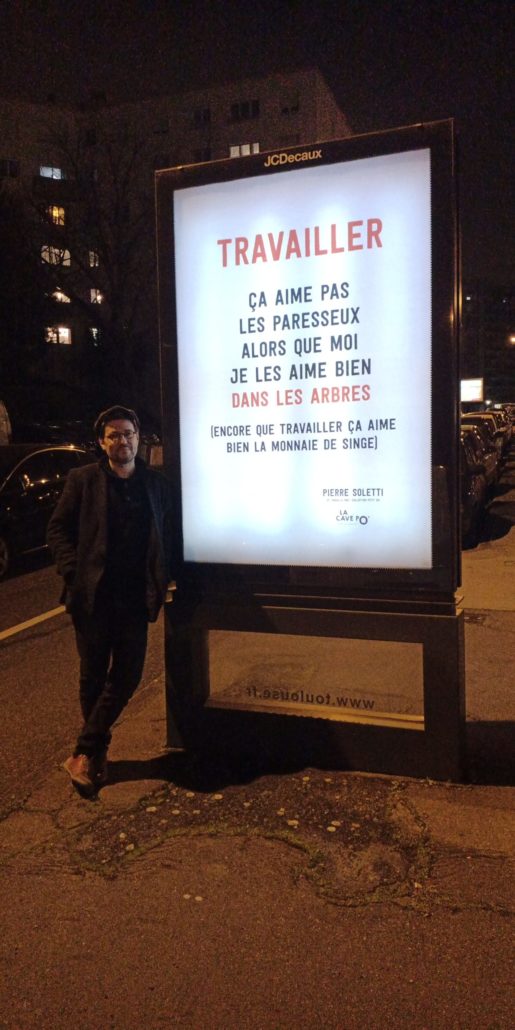 JCDecaux
TRAVAILLER
ÇA AIME PAS
LES PARESSEUX
ALORS QUE MOI
JE LES AIME BIEN
DANS LES ARBRES
(ENCORE QUE TRAVAILLER ÇA AIME
BIEN LA MONNAIE DE SINGE)
PIERRE SOLETTI
LA
CAVE PO'
www.toulouse.fr